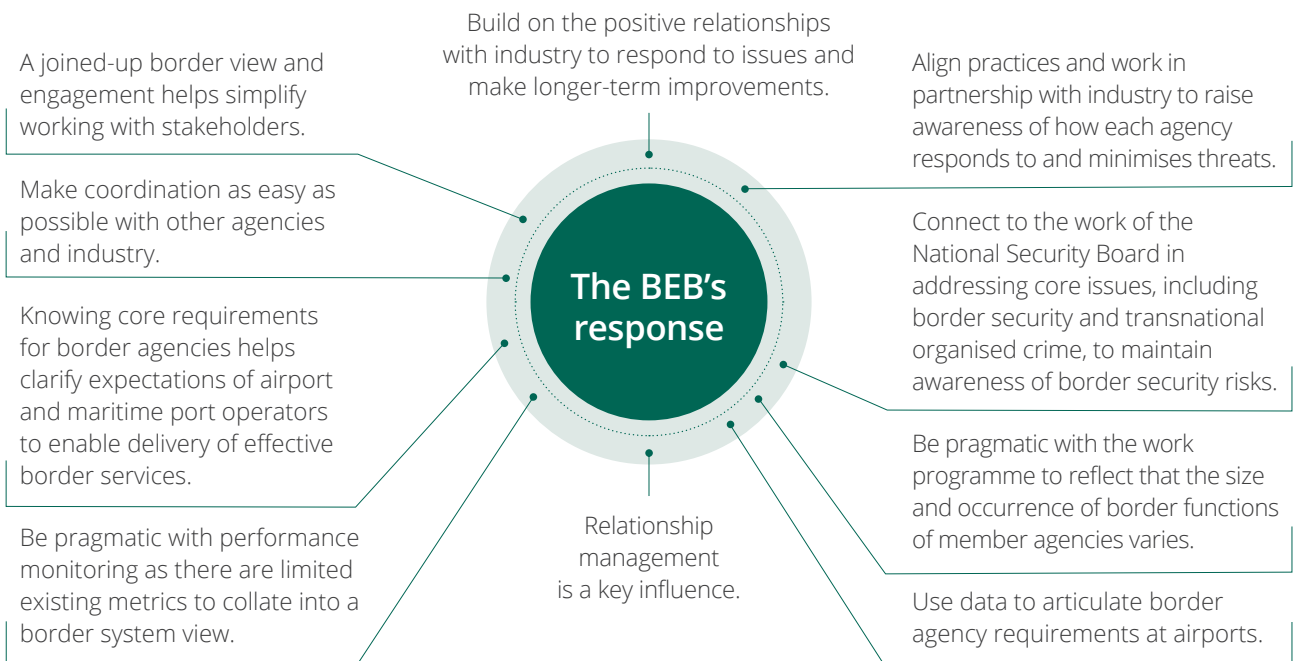 Build on the positive relationships
with industry to respond to issues and
make longer-term improvements.
A joined-up border view and
engagement helps simplify
working with stakeholders.
Make coordination as easy as
possible with other agencies
and industry.
Knowing core requirements
for border agencies helps
clarify expectations of airport
and maritime port operators
to enable delivery of effective
border services.
Be pragmatic with performance
monitoring as there are limited
existing metrics to collate into a
border system view.
The BEB’s
response
Relationship
management
is a key influence.
Align practices and work in
partnership with industry to raise
awareness of how each agency
responds to and minimises threats.
Connect to the work of the
National Security Board in
addressing core issues, including
border security and transnational
organised crime, to maintain
awareness of border security risks.
Be pragmatic with the work
programme to reflect that the size
and occurrence of border functions
of member agencies varies.
Use data to articulate border
agency requirements at airports.